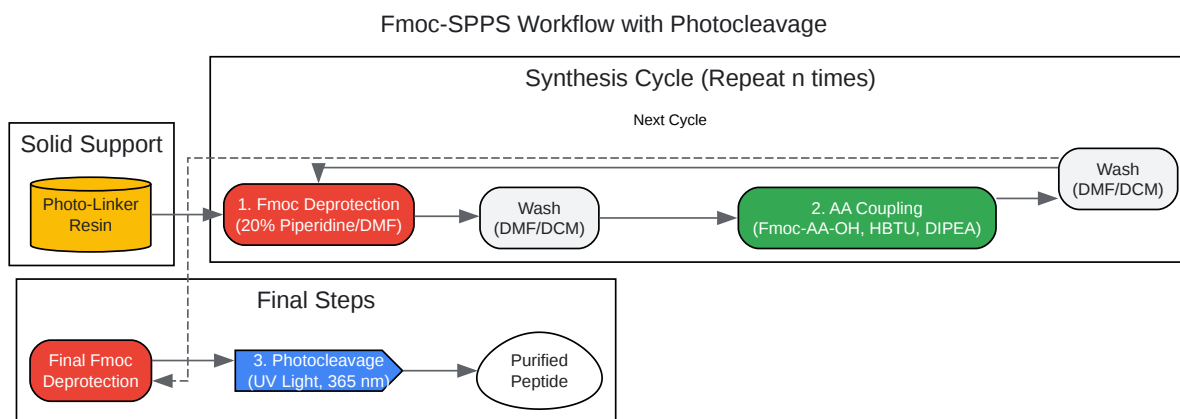 Fmoc-SPPS Workflow with Photocleavage
Synthesis Cycle (Repeat n times)
Next Cycle
Solid Support
Photo-Linker
Resin
1. Fmoc Deprotection
(20% Piperidine/DMF)
Wash
(DMF/DCM)
2. AA Coupling
(Fmoc-AA-OH, HBTU, DIPEA)
Wash
(DMF/DCM)
Final Steps
Final Fmoc
Deprotection
3. Photocleavage
(UV Light, 365 nm)
Purified
Peptide